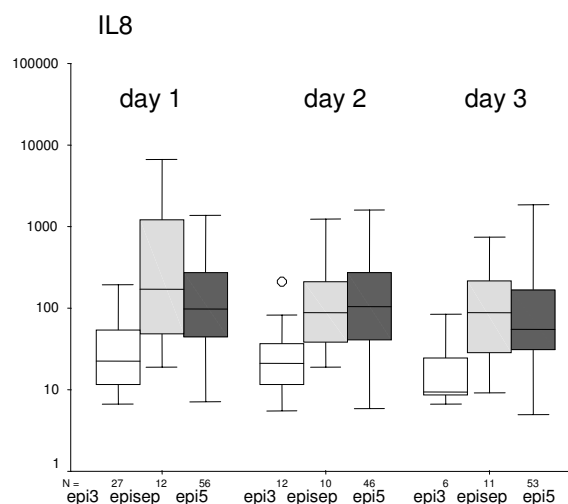 IL8
100000
day 1 day 2 day 3
10000
1000
100
10
1
N = 27 12 56 12 10 46 6 11 53
epi3 episep epi5 epi3 episep epi5 epi3 episep epi5